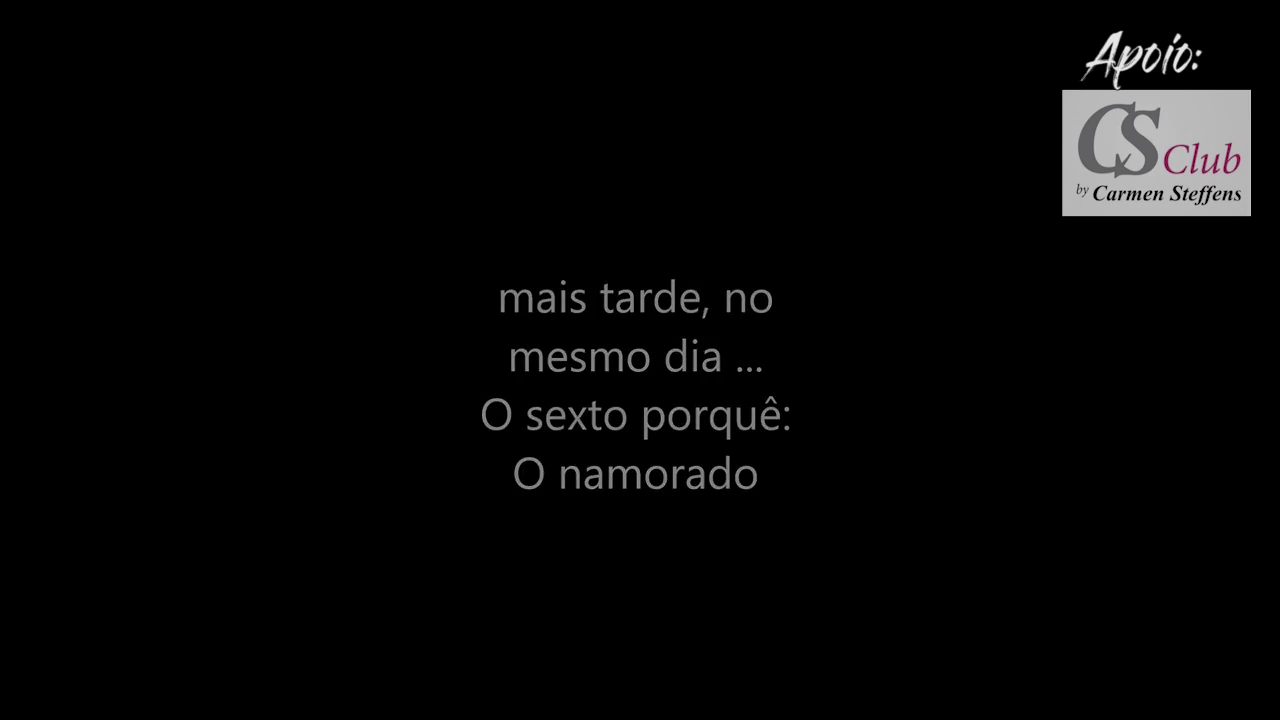 Apoio:
CS Club
by Carmen Steffens
mais tarde, no
mesmo dia ...
O sexto porquê:
O namorado